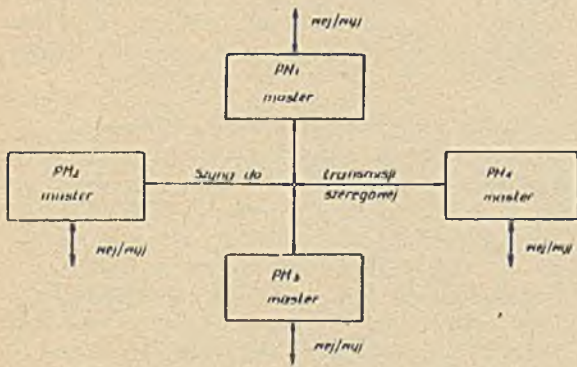 wej/wyj
PM₁
master
PM₂
master
szyna do
transmisji
szeregowej
PM₄
master
wej/wyj
PM₃
master
wej/wyj
wej/wyj